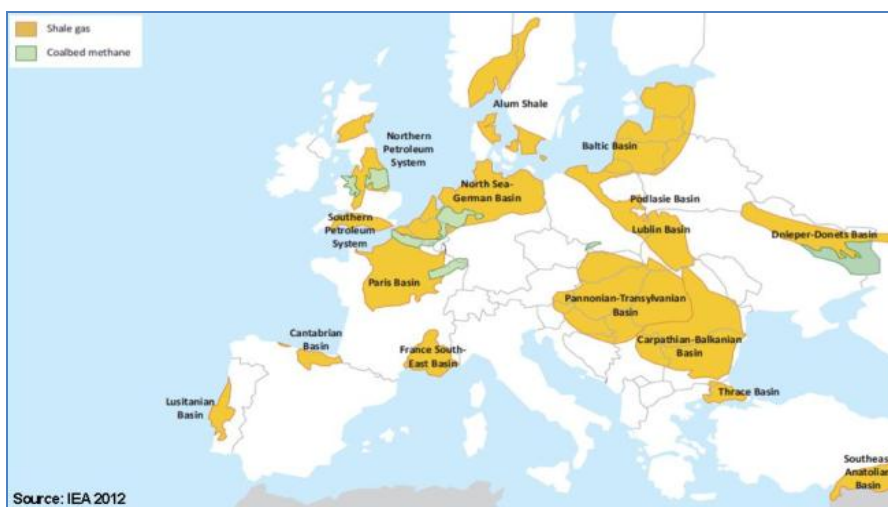 Shale gas
Coalbed methane
Alum Shale
Northern
Petroleum
System
Baltic Basin
North Sea-
German Basin
Podlasie Basin
Southern
Petroleum
System
Lublin Basin
Dnieper-Donets Basin
Paris Basin
Pannonian-Transylvanian
Basin
Cantabrian
Basin
France South-
East Basin
Carpathian-Balkanian
Basin
Lusitanian
Basin
Thrace Basin
Southeast
Anatolian
Basin
Source: IEA 2012